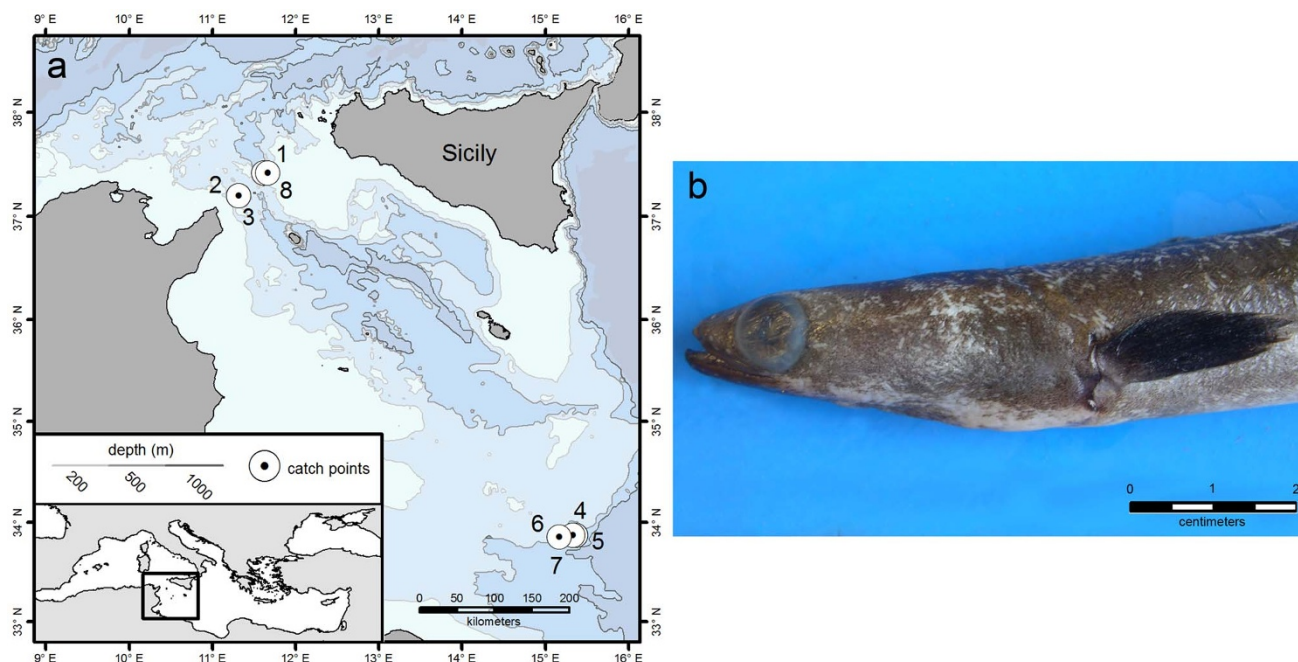 9° E 10° E 11° E 12° E 13° E 14° E 15° E 16° E
a
38° N 38° N
Sicily
1
2 8
3
37° N 37° N
36° N 36° N
35° N 35° N
depth (m)
200 500 1000
catch points
34° N 34° N
6 4
7 5
0 50 100 150 200
kilometers
33° N 33° N
9° E 10° E 11° E 12° E 13° E 14° E 15° E 16° E
b
0 1 2
centimeters